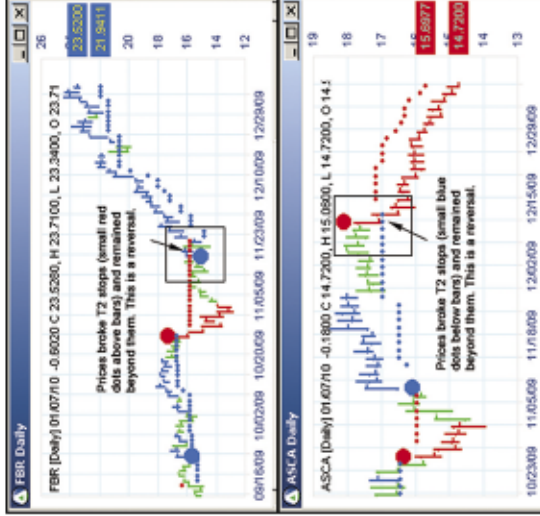 FBR Daily
FBR [Daily] 01/07/10 -0.6020 C 23.5280, H 23.7100, L 23.3400, O 23.71
26
23.5200
21.9411
20
18
16
14
12
Prices broke T2 stops (small red
dots above bars) and remained
beyond them. This is a reversal.
09/16/09 10/02/09 10/20/09 11/05/09 11/23/09 12/10/09 12/29/09
ASCA Daily
ASCA [Daily] 01/07/10 -0.1800 C 14.7200, H 15.0800, L 14.7200, O 14.
19
18
17
16
15.6977
14.7200
14
13
Prices broke T2 stops (small blue
dots below bars) and remained
beyond them. This is a reversal.
10/23/09 11/05/09 11/18/09 12/02/09 12/15/09 12/29/09